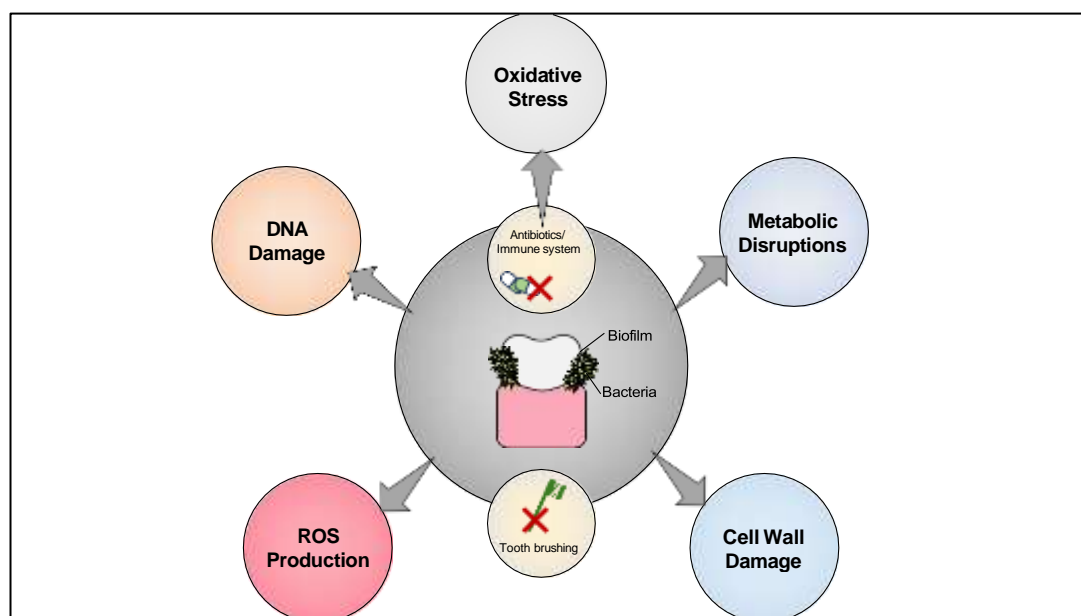 Oxidative
Stress
DNA
Damage
Antibiotics/
Immune system
Metabolic
Disruptions
Biofilm
Bacteria
ROS
Production
Tooth brushing
Cell Wall
Damage